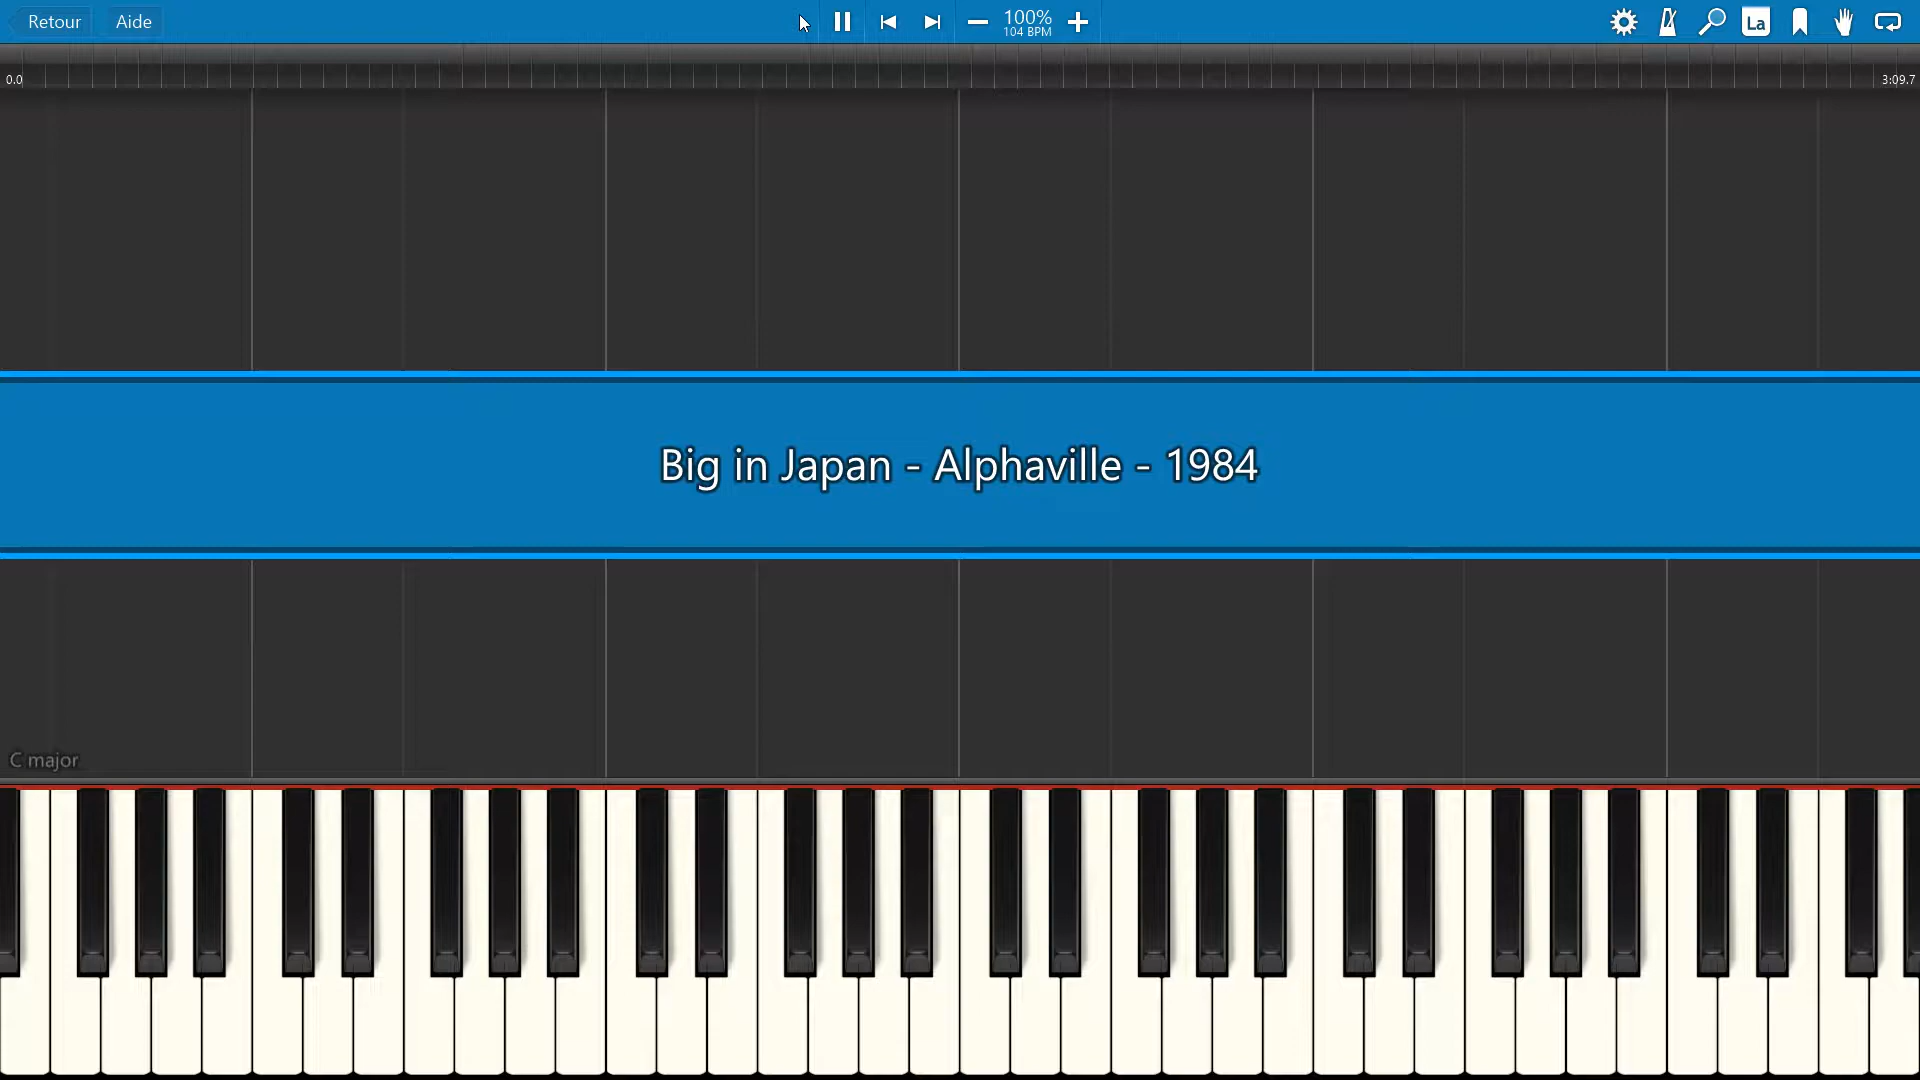 Retour
Aide
100%
104 BPM
La
0.0
3:09.7
Big in Japan - Alphaville - 1984
C major